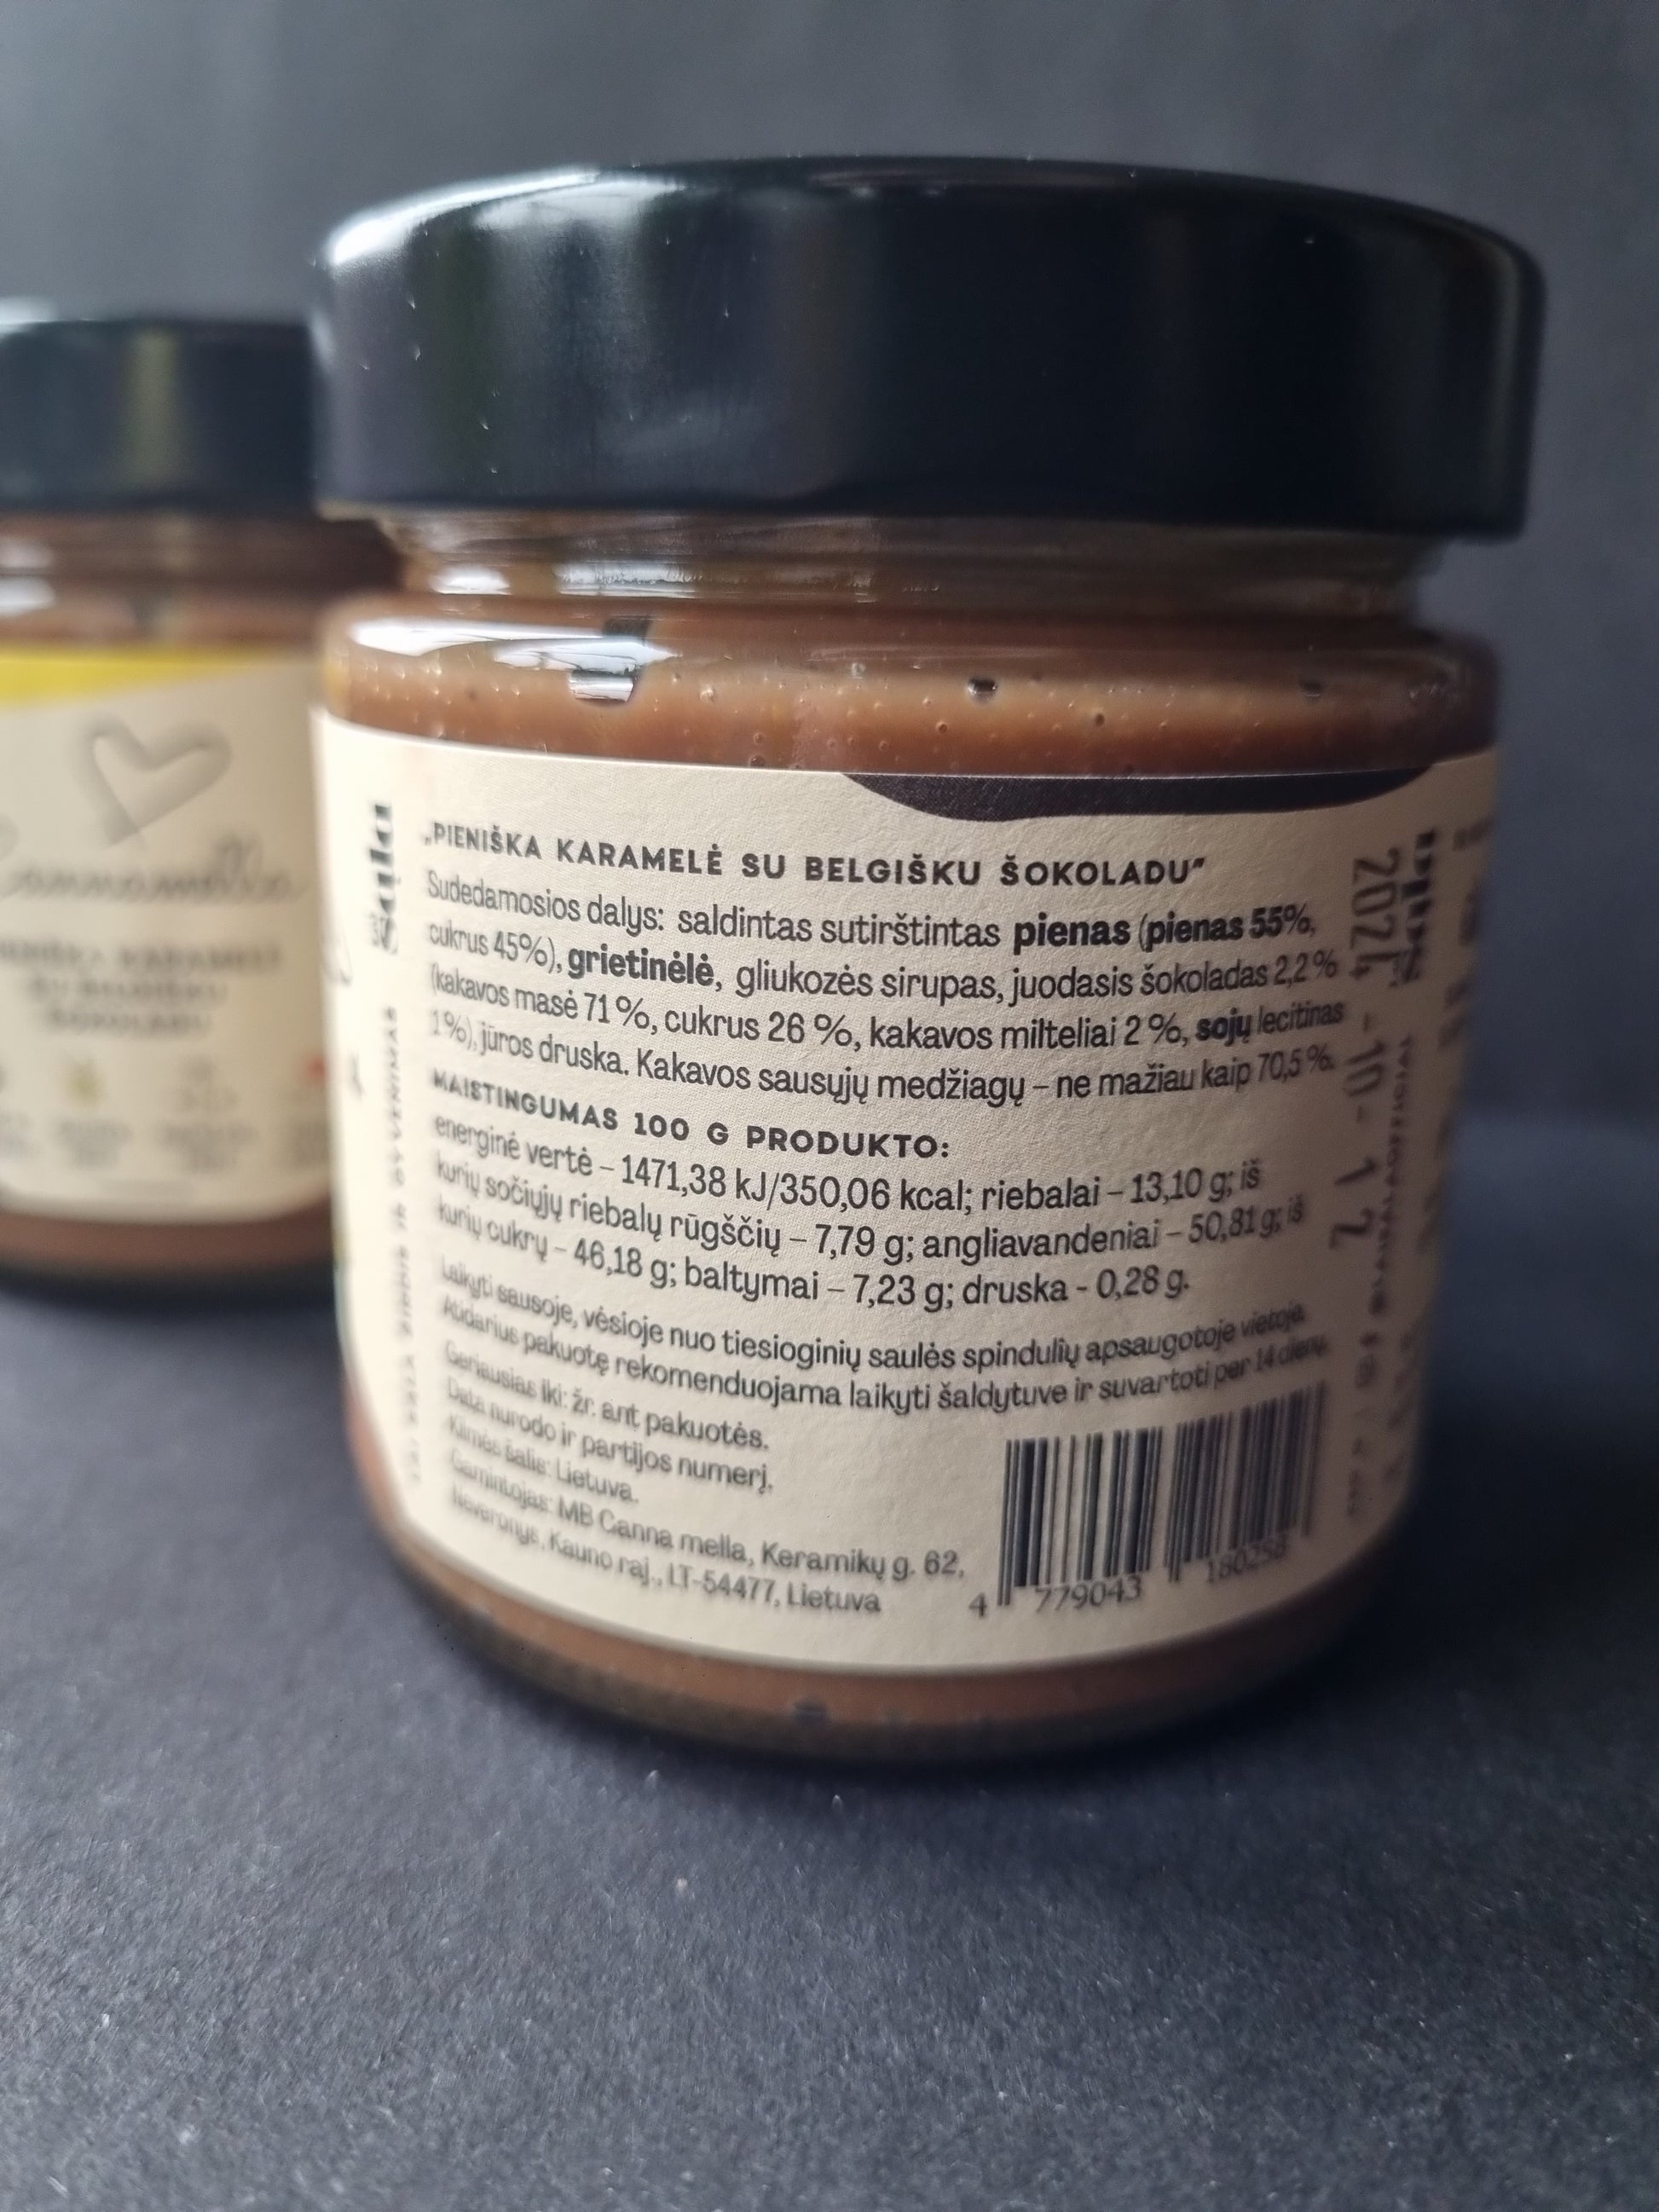 „PIENIŠKA KARAMELĖ SU BELGIŠKU ŠOKOLADU”
Sudedamosios dalys: saldintas sutirštintas pienas (pienas 55%,
cukrus 45%), grietinėlė, gliukozės sirupas, juodasis šokoladas 2,2%
(kakavos masė 71 %, cukrus 26 %, kakavos milteliai 2 %, sojų lecitinas
1%), jūros druska. Kakavos sausųjų medžiagų – ne mažiau kaip 70,5 %.
MAISTINGUMAS 100 G PRODUKTO:
energinė vertė – 1471,38 kJ/350,06 kcal; riebalai – 13,10 g; iš
kurių sočiųjų riebalų rūgščių – 7,79 g; angliavandeniai – 50,81 g; iš
kurių cukrų – 46,18 g; baltymai – 7,23 g; druska - 0,28 g.
Laikyti sausoje, vėsioje nuo tiesioginių saulės spindulių apsaugotoje vietoje.
Atidarius pakuotę rekomenduojama laikyti šaldytuve ir suvartoti per 14 dienų.
Geriausias iki: žr. ant pakuotės.
Data nurodo ir partijos numerį.
Kilmės šalis: Lietuva.
Gamintojas: MB Canna mella, Keramikų g. 62,
Neveronys, Kauno raj., LT-54477, Lietuva
4 779043 180258
2024 - 10 - 12
Cannamella
KARAMELĖ
SU BELGIŠKU
ŠOKOLADU